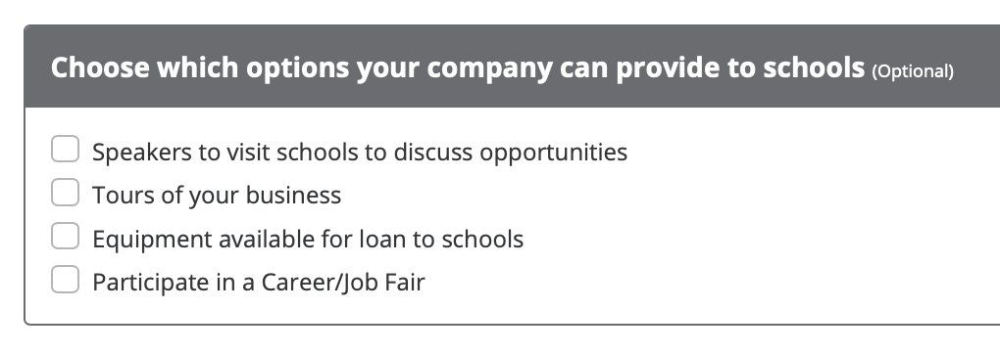 Choose which options your company can provide to schools (Optional)
Speakers to visit schools to discuss opportunities
Tours of your business
Equipment available for loan to schools
Participate in a Career/Job Fair